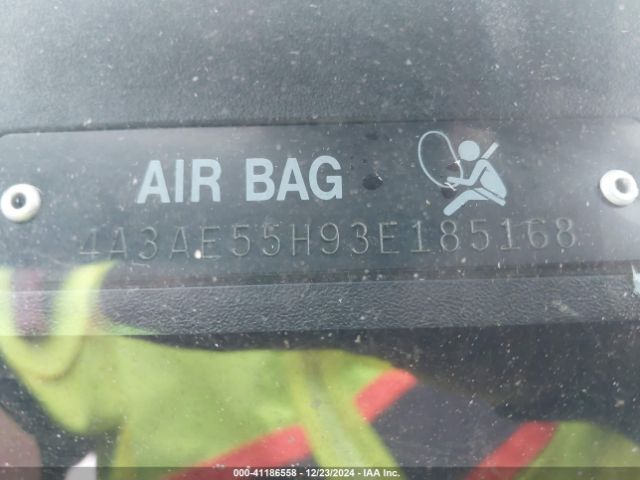 AIR BAG
4A3AE55H93E185168
000-41186558 - 12/23/2024 - IAA Inc.